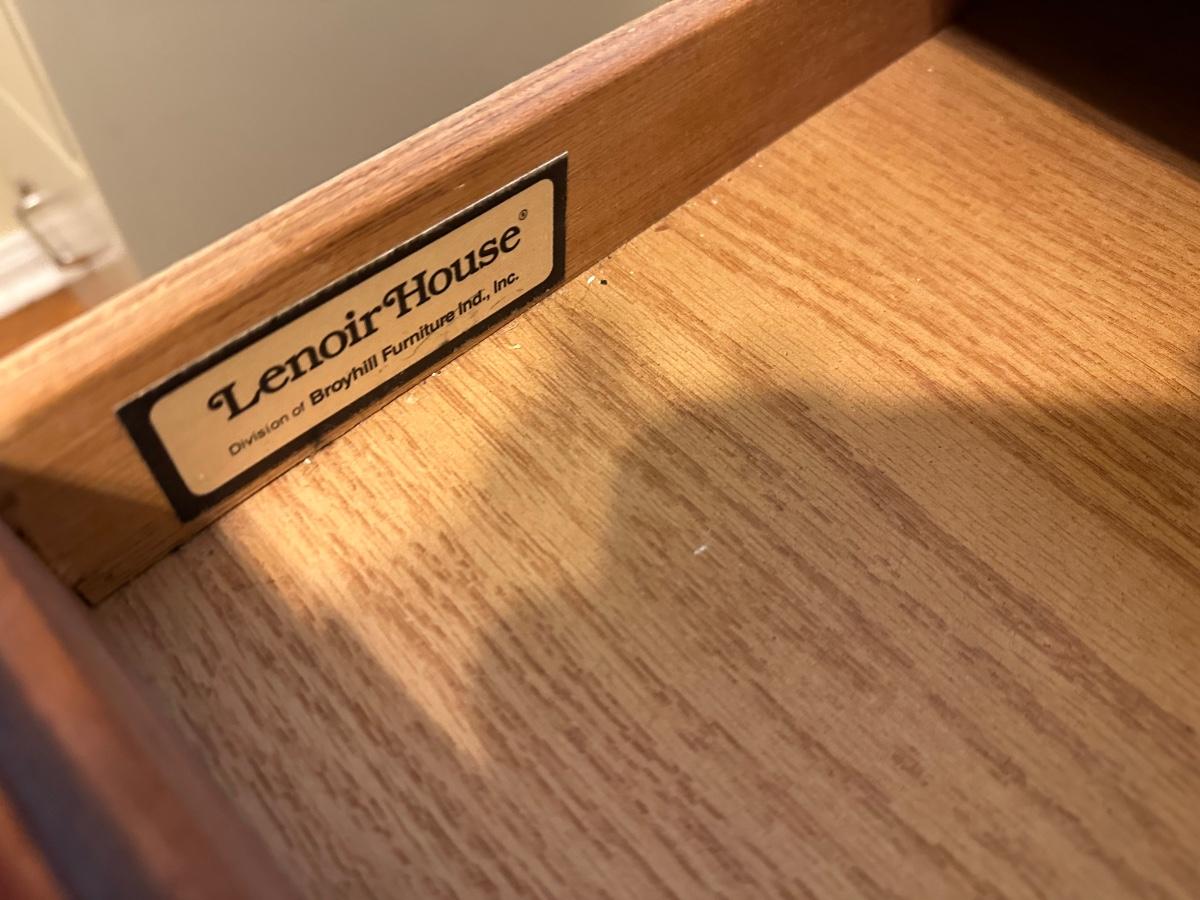 Lenoir House®
Division of Broyhill Furniture Ind., Inc.